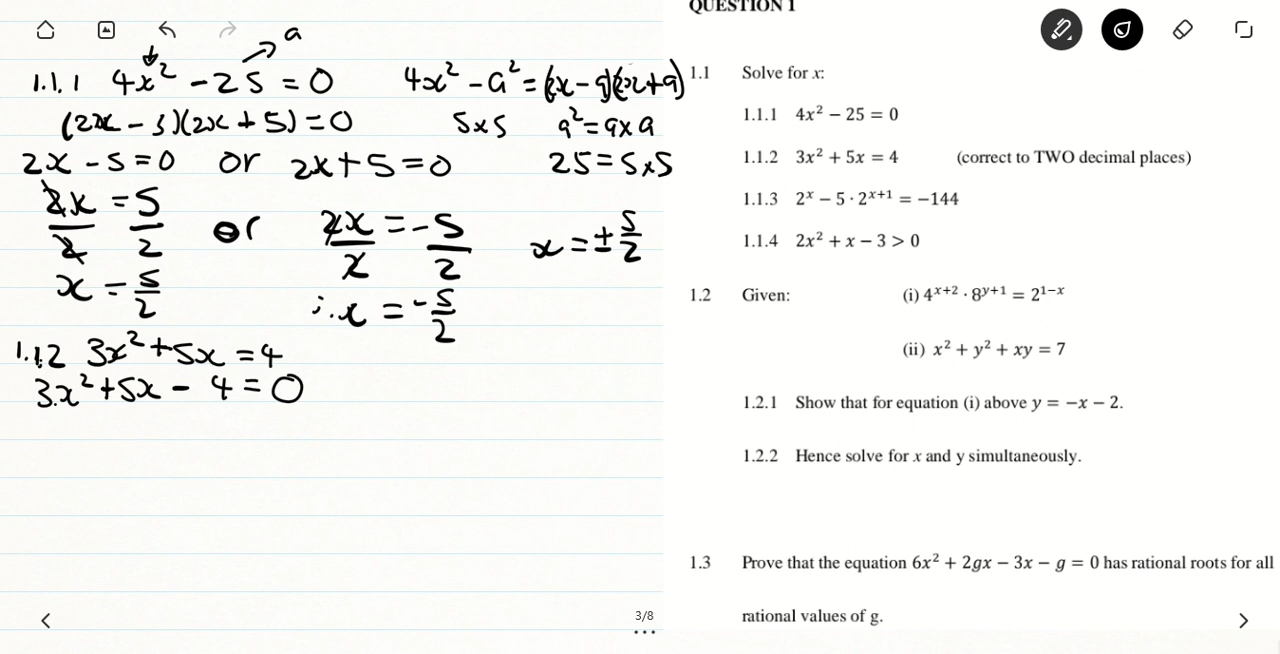 1.1.1 4x² - 25 = 0
a
4x² - a² = (2x - a)(2x + a)
(2x - 5)(2x + 5) = 0
5 x 5 a² = a x a
2x - 5 = 0 or 2x + 5 = 0
25 = 5 x 5
2x/2 = 5/2 or 2x/2 = -5/2
x = ± 5/2
x = 5/2
∴ x = -5/2
1.1.2 3x² + 5x = 4
3x² + 5x - 4 = 0
3/8
QUESTION 1
1.1 Solve for x:
1.1.1 4x² − 25 = 0
1.1.2 3x² + 5x = 4 (correct to TWO decimal places)
1.1.3 2ˣ − 5 · 2ˣ⁺¹ = −144
1.1.4 2x² + x − 3 > 0
1.2 Given: (i) 4ˣ⁺² · 8ʸ⁺¹ = 2¹⁻ˣ
(ii) x² + y² + xy = 7
1.2.1 Show that for equation (i) above y = −x − 2.
1.2.2 Hence solve for x and y simultaneously.
1.3 Prove that the equation 6x² + 2gx − 3x − g = 0 has rational roots for all
rational values of g.